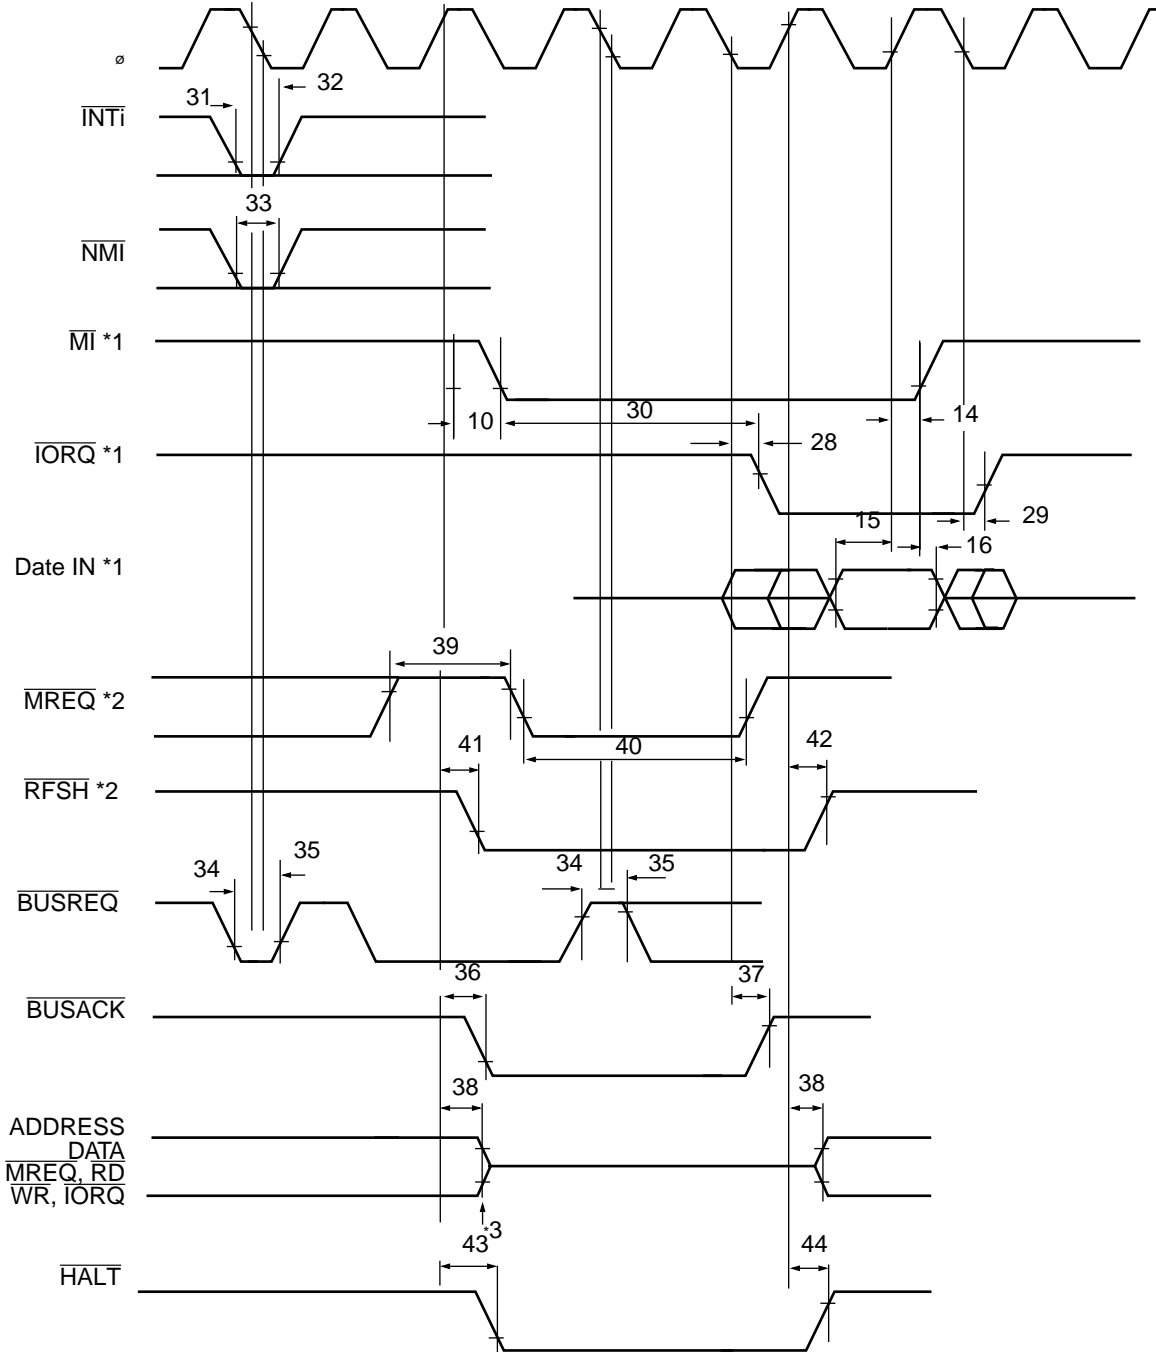 ø
32
31
INTi
33
NMI
MI *1
10
30
14
28
IORQ *1
15
29
16
Date IN *1
39
MREQ *2
41
40
42
RFSH *2
34
35
34
35
BUSREQ
36
37
BUSACK
38
38
ADDRESS
DATA
MREQ, RD
WR, IORQ
*3
43
44
HALT